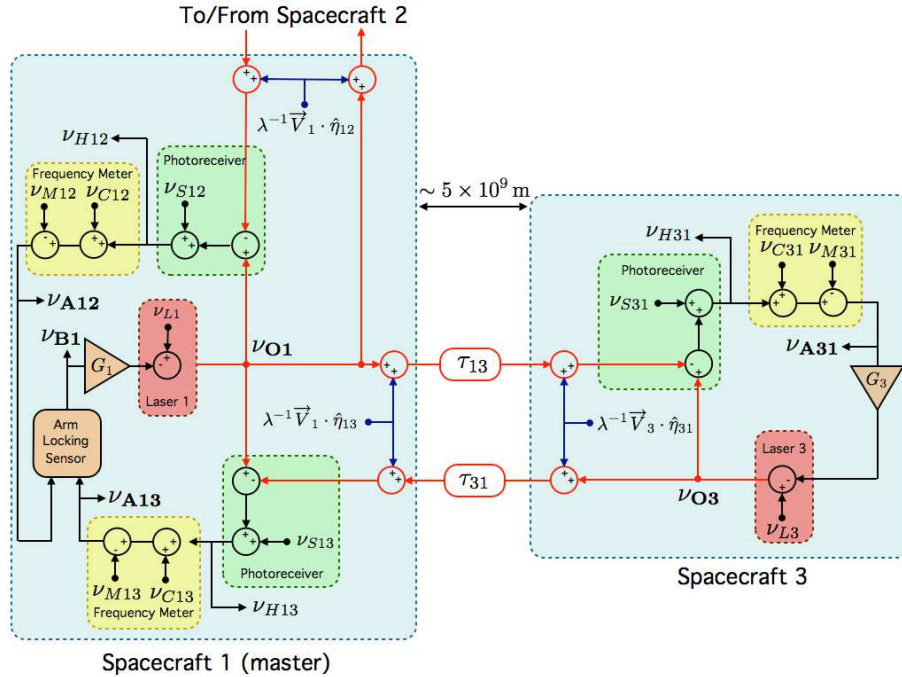 To/From Spacecraft 2
λ⁻¹V⃗₁ · η̂₁₂
ν_H12
Photoreceiver
Frequency Meter
ν_M12 ν_C12
ν_S12
+ + + + + + + + - + - +
∼ 5 × 10⁹ m
ν_H31
Frequency Meter
ν_C31 ν_M31
Photoreceiver
ν_S31
+ + + + - +
ν_A12
ν_B1
ν_L1
ν_O1
G₁
- +
Laser 1
+ +
τ₁₃
+ +
- +
ν_A31
G₃
λ⁻¹V⃗₁ · η̂₁₃
λ⁻¹V⃗₃ · η̂₃₁
Arm
Locking
Sensor
Laser 3
ν_A13
+ -
+ +
τ₃₁
+ +
ν_O3
+ -
ν_L3
ν_S13
+ +
- + + +
ν_M13 ν_C13
Photoreceiver
Frequency Meter
ν_H13
Spacecraft 3
Spacecraft 1 (master)